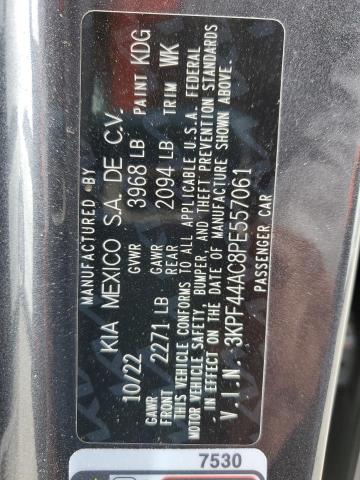 MANUFACTURED BY
KIA MEXICO S.A. DE C.V.
10/22 GVWR 3968 LB PAINT KDG
GAWR FRONT 2271 LB GAWR REAR 2094 LB TRIM WK
THIS VEHICLE CONFORMS TO ALL APPLICABLE U.S.A. FEDERAL
MOTOR VEHICLE SAFETY, BUMPER, AND THEFT PREVENTION STANDARDS
IN EFFECT ON THE DATE OF MANUFACTURE SHOWN ABOVE.
V.I.N. 3KPF44AC8PE557061
PASSENGER CAR
7530